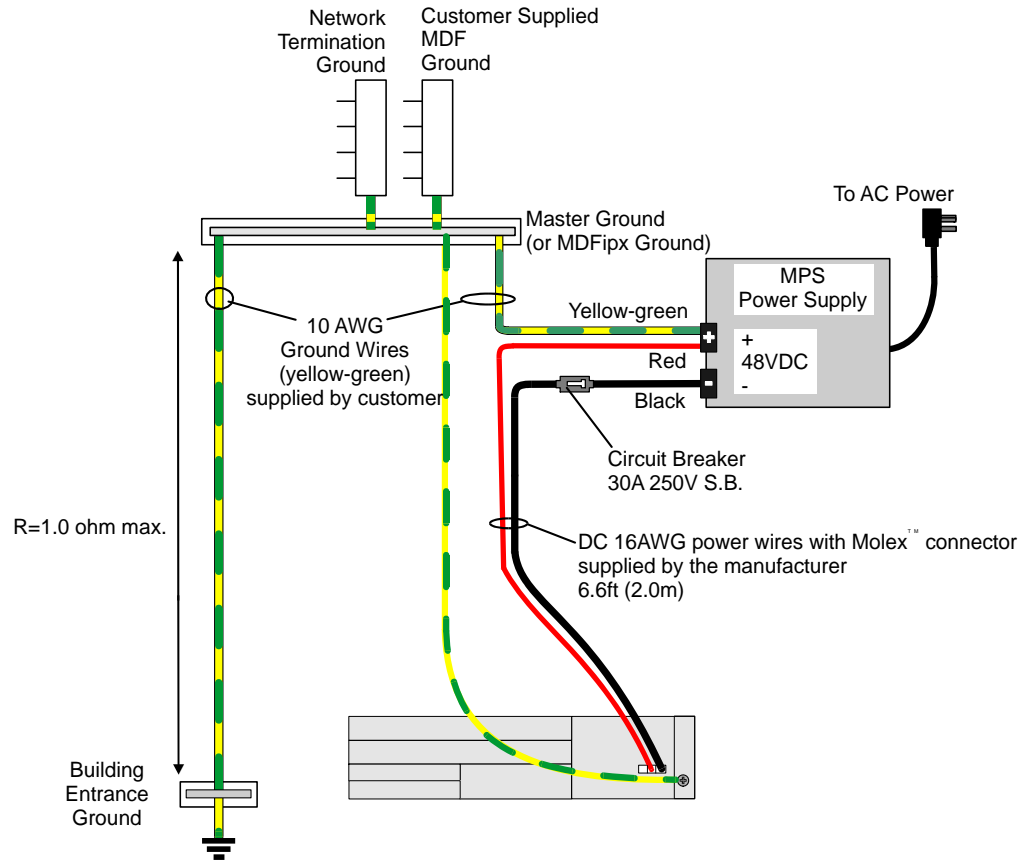 Network
Termination
Ground
Customer Supplied
MDF
Ground
To AC Power
Master Ground
(or MDFipx Ground)
MPS
Power Supply
Yellow-green
+
+
48VDC
-
-
Red
Black
10 AWG
Ground Wires
(yellow-green)
supplied by customer
Circuit Breaker
30A 250V S.B.
R=1.0 ohm max.
DC 16AWG power wires with Molex™ connector
supplied by the manufacturer
6.6ft (2.0m)
Building
Entrance
Ground